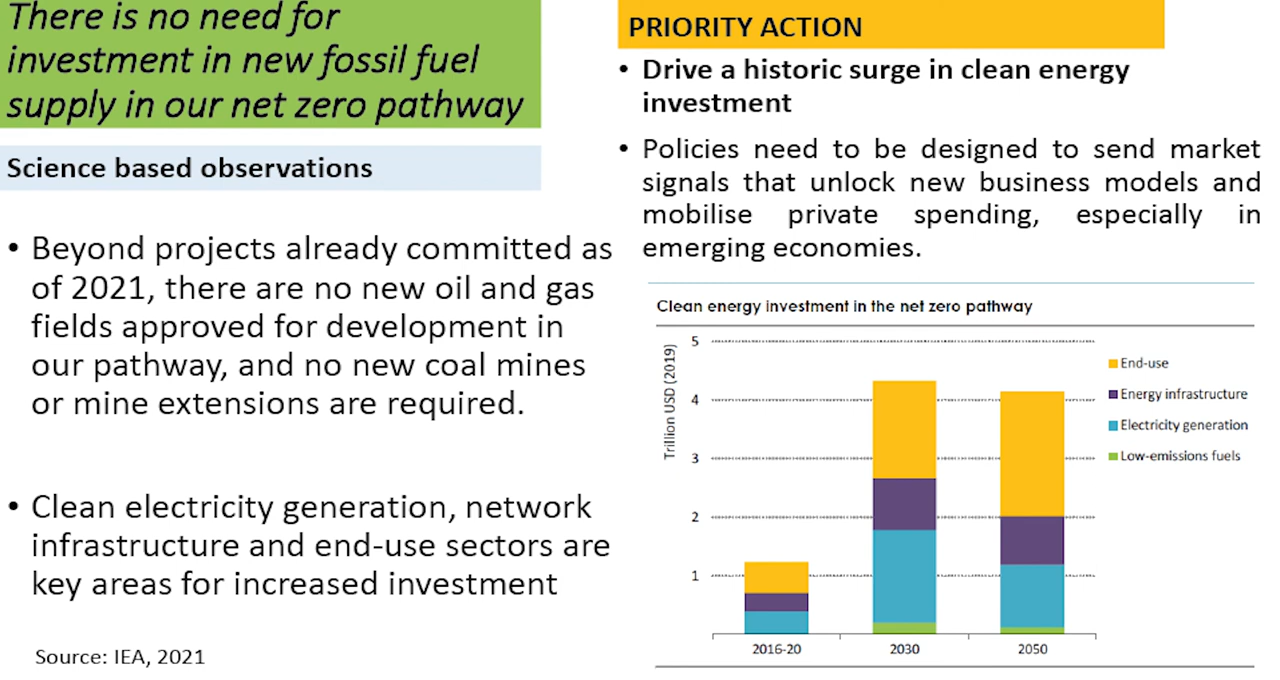 There is no need for
investment in new fossil fuel
supply in our net zero pathway
Science based observations
• Beyond projects already committed as
of 2021, there are no new oil and gas
fields approved for development in
our pathway, and no new coal mines
or mine extensions are required.
• Clean electricity generation, network
infrastructure and end-use sectors are
key areas for increased investment
Source: IEA, 2021
PRIORITY ACTION
• Drive a historic surge in clean energy
investment
• Policies need to be designed to send market
signals that unlock new business models and
mobilise private spending, especially in
emerging economies.
Clean energy investment in the net zero pathway
Trillion USD (2019)
5
4
3
2
1
2016-20
2030
2050
End-use
Energy infrastructure
Electricity generation
Low-emissions fuels